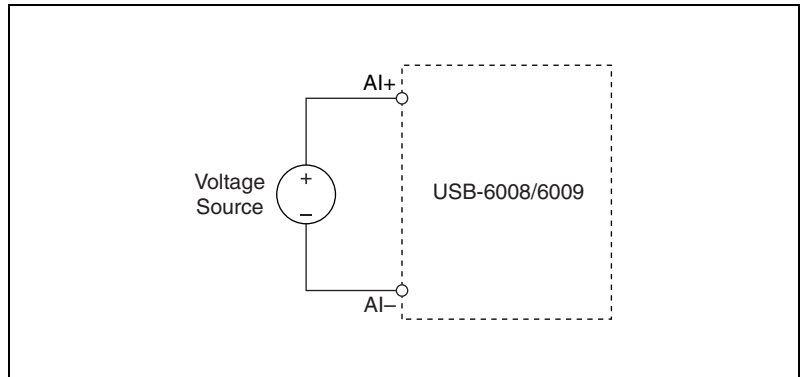 AI+
+
Voltage
Source
–
USB-6008/6009
AI–